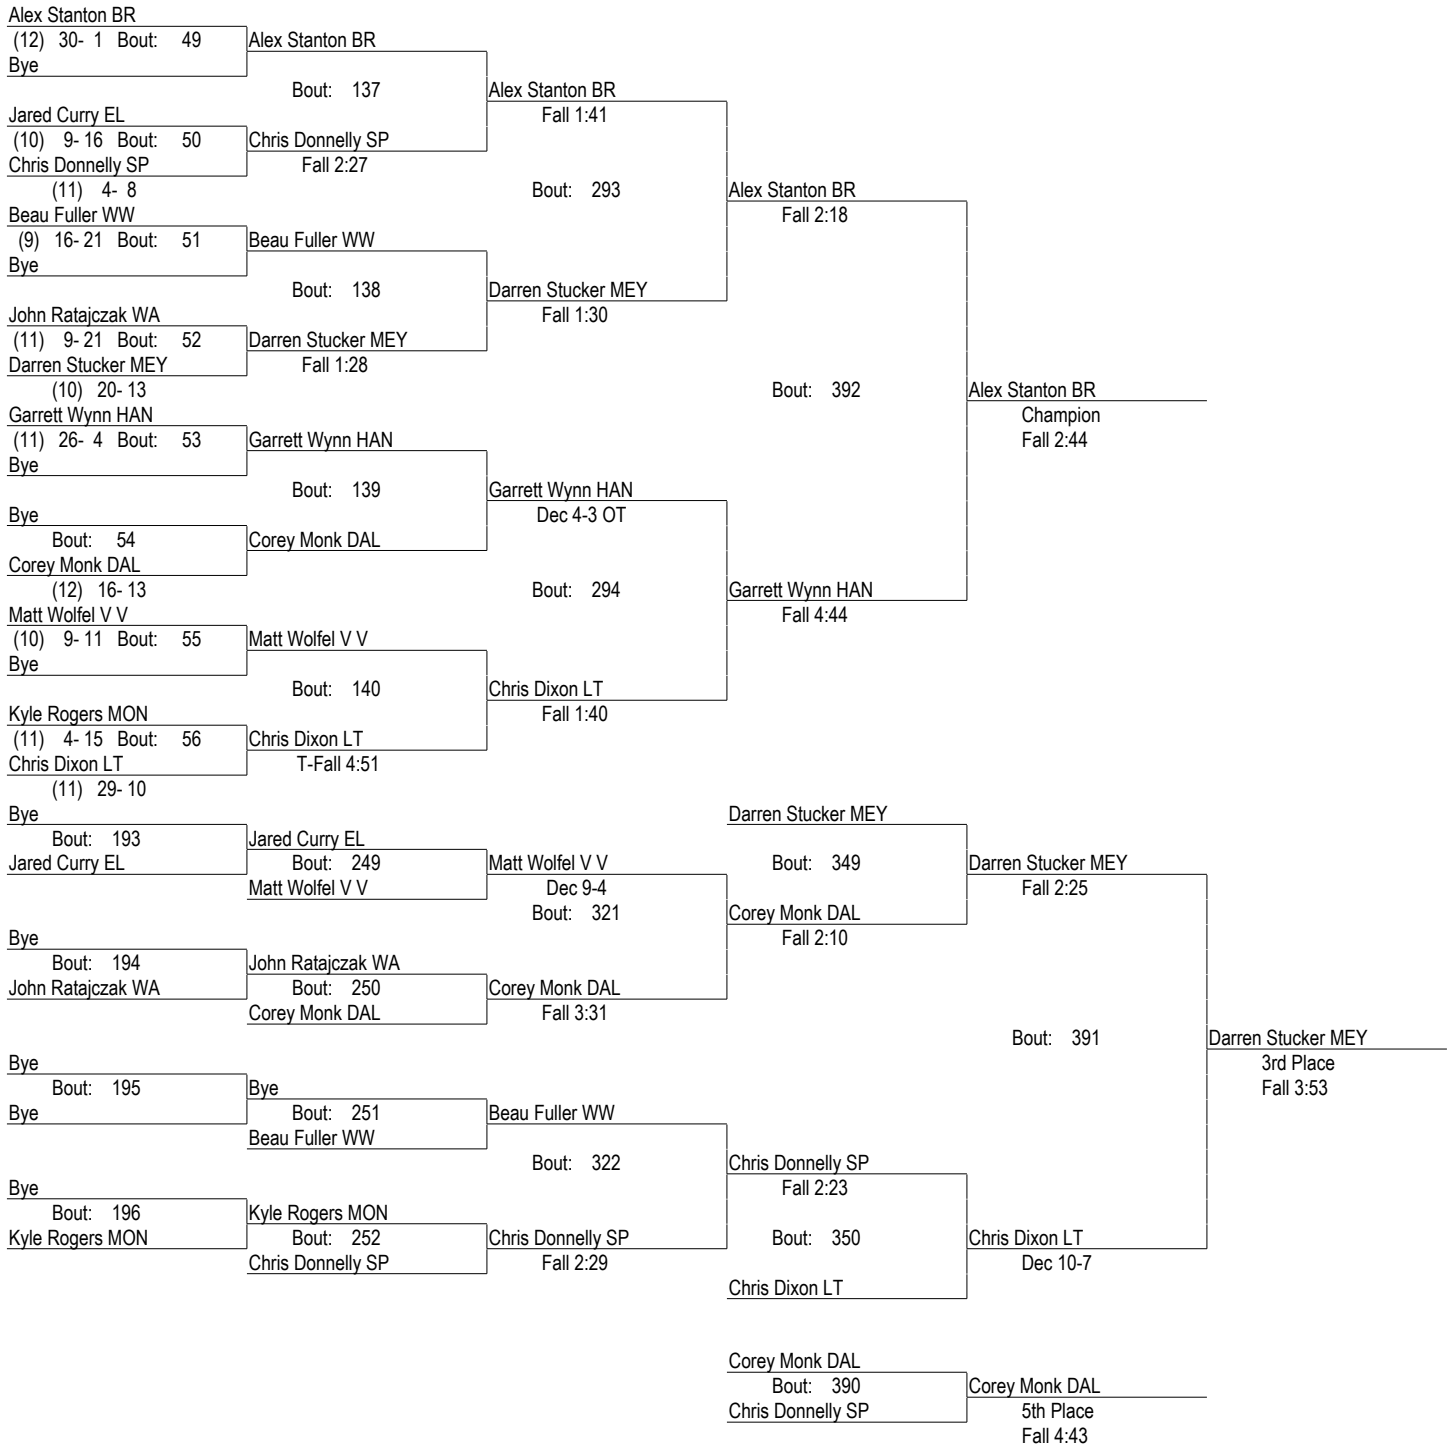 Alex Stanton BR
(12) 30- 1 Bout: 49 Alex Stanton BR
Bye
Bout: 137 Alex Stanton BR
Jared Curry EL Fall 1:41
(10) 9- 16 Bout: 50 Chris Donnelly SP
Chris Donnelly SP Fall 2:27
(11) 4- 8 Bout: 293 Alex Stanton BR
Beau Fuller WW Fall 2:18
(9) 16- 21 Bout: 51 Beau Fuller WW
Bye
Bout: 138 Darren Stucker MEY
John Ratajczak WA Fall 1:30
(11) 9- 21 Bout: 52 Darren Stucker MEY
Darren Stucker MEY Fall 1:28
(10) 20- 13 Bout: 392 Alex Stanton BR
Garrett Wynn HAN Champion
(11) 26- 4 Bout: 53 Garrett Wynn HAN Fall 2:44
Bye
Bout: 139 Garrett Wynn HAN
Bye Dec 4-3 OT
Bout: 54 Corey Monk DAL
Corey Monk DAL
(12) 16- 13 Bout: 294 Garrett Wynn HAN
Matt Wolfel V V Fall 4:44
(10) 9- 11 Bout: 55 Matt Wolfel V V
Bye
Bout: 140 Chris Dixon LT
Kyle Rogers MON Fall 1:40
(11) 4- 15 Bout: 56 Chris Dixon LT
Chris Dixon LT T-Fall 4:51
(11) 29- 10
Bye Darren Stucker MEY
Bout: 193 Jared Curry EL
Jared Curry EL Bout: 249 Matt Wolfel V V Bout: 349 Darren Stucker MEY
Matt Wolfel V V Dec 9-4 Fall 2:25
Bout: 321 Corey Monk DAL
Bye Fall 2:10
Bout: 194 John Ratajczak WA
John Ratajczak WA Bout: 250 Corey Monk DAL
Corey Monk DAL Fall 3:31
Bout: 391 Darren Stucker MEY
Bye 3rd Place
Bout: 195 Bye Fall 3:53
Bye Bout: 251 Beau Fuller WW
Beau Fuller WW
Bout: 322 Chris Donnelly SP
Bye Fall 2:23
Bout: 196 Kyle Rogers MON
Kyle Rogers MON Bout: 252 Chris Donnelly SP Bout: 350 Chris Dixon LT
Chris Donnelly SP Fall 2:29 Dec 10-7
Chris Dixon LT
Corey Monk DAL
Bout: 390 Corey Monk DAL
Chris Donnelly SP 5th Place
Fall 4:43